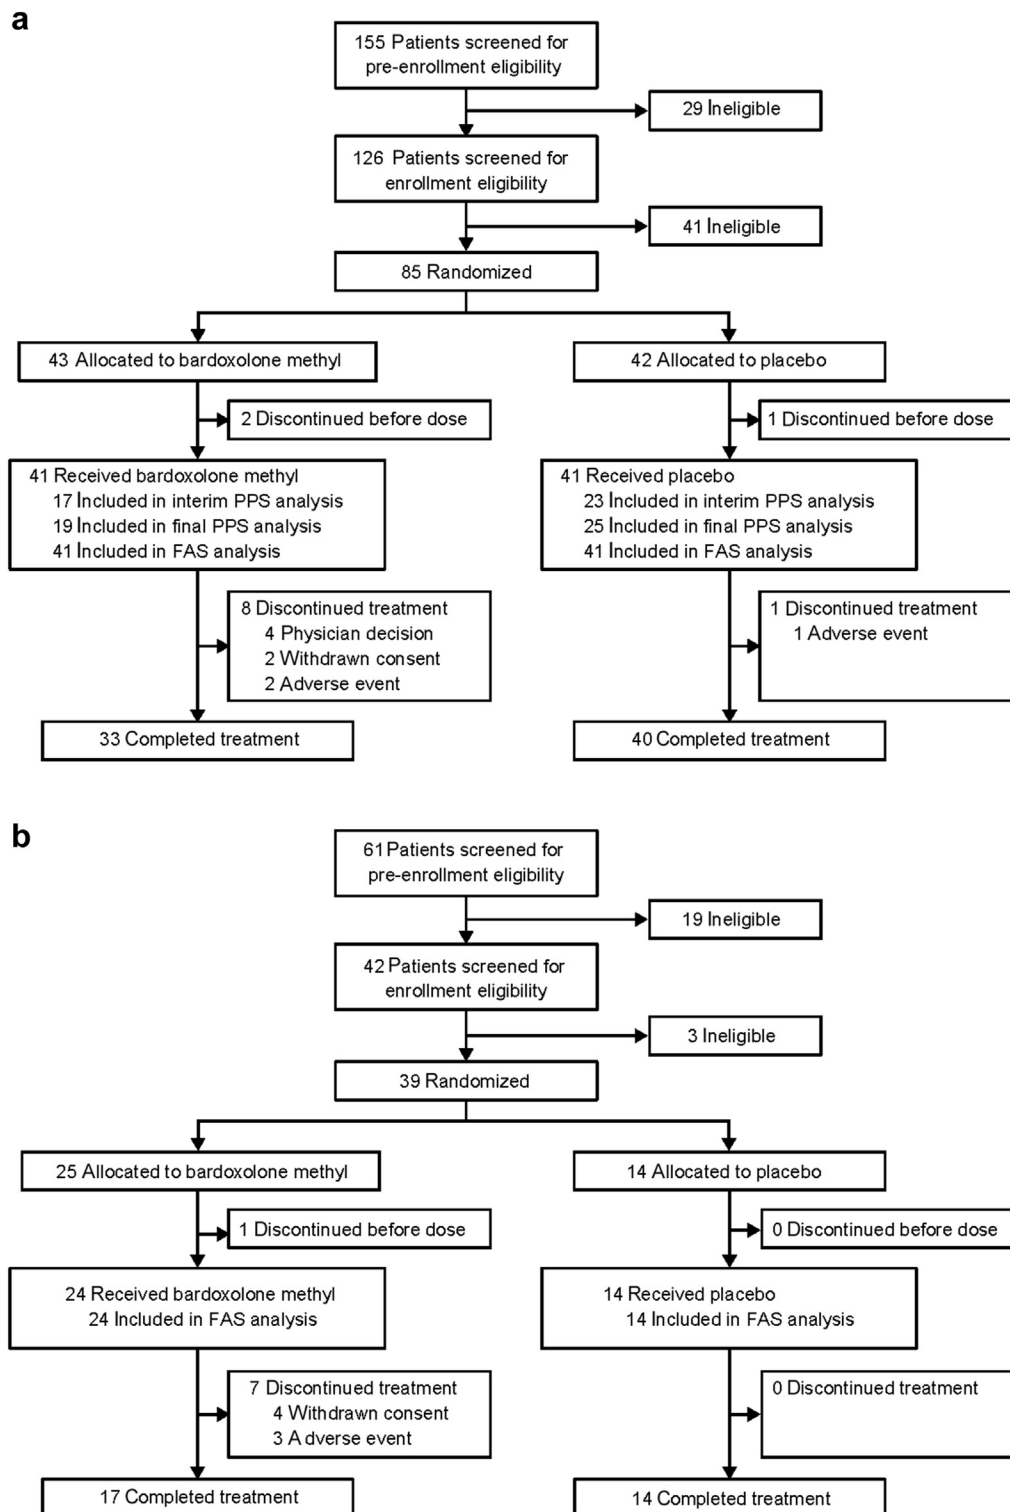 a
155 Patients screened for
pre-enrollment eligibility
29 Ineligible
126 Patients screened for
enrollment eligibility
41 Ineligible
85 Randomized
43 Allocated to bardoxolone methyl
42 Allocated to placebo
2 Discontinued before dose
1 Discontinued before dose
41 Received bardoxolone methyl
17 Included in interim PPS analysis
19 Included in final PPS analysis
41 Included in FAS analysis
41 Received placebo
23 Included in interim PPS analysis
25 Included in final PPS analysis
41 Included in FAS analysis
8 Discontinued treatment
4 Physician decision
2 Withdrawn consent
2 Adverse event
1 Discontinued treatment
1 Adverse event
33 Completed treatment
40 Completed treatment
b
61 Patients screened for
pre-enrollment eligibility
19 Ineligible
42 Patients screened for
enrollment eligibility
3 Ineligible
39 Randomized
25 Allocated to bardoxolone methyl
14 Allocated to placebo
1 Discontinued before dose
0 Discontinued before dose
24 Received bardoxolone methyl
24 Included in FAS analysis
14 Received placebo
14 Included in FAS analysis
7 Discontinued treatment
4 Withdrawn consent
3 Adverse event
0 Discontinued treatment
17 Completed treatment
14 Completed treatment